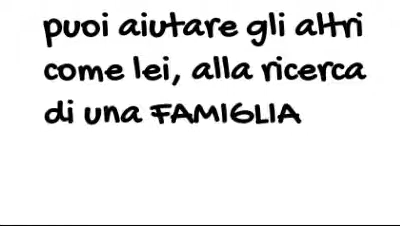 puoi aiutare gli altri
come lei, alla ricerca
di una FAMIGLIA